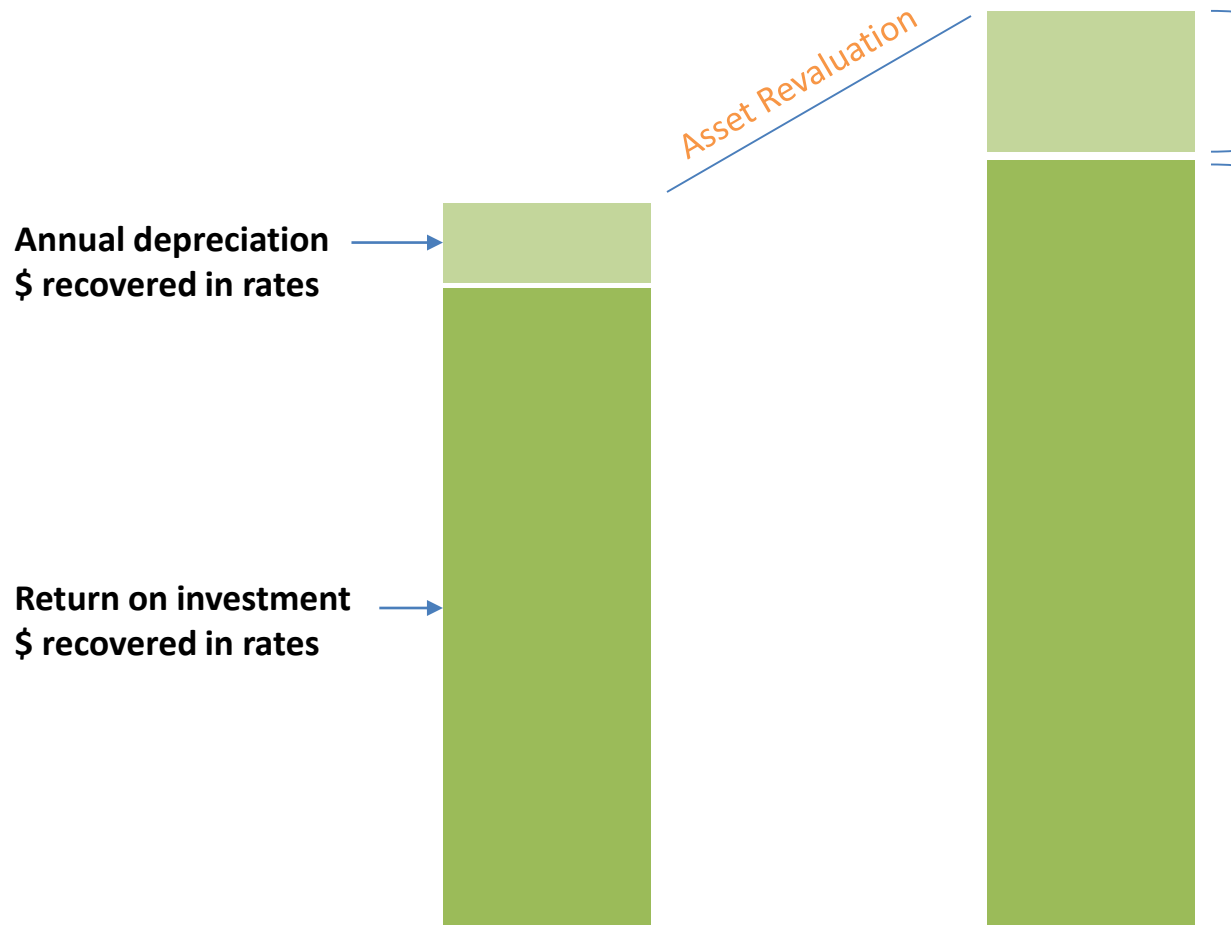 Asset Revaluation
Annual depreciation
$ recovered in rates
Return on investment
$ recovered in rates